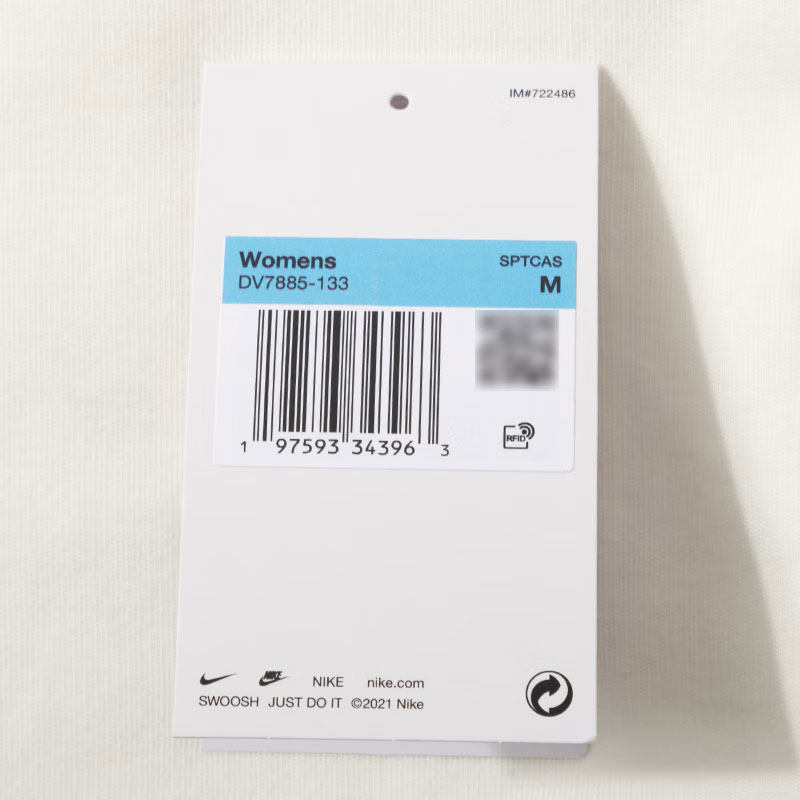 IM#722486
Womens SPTCAS
DV7885-133 M
RFID
1 97593 34396 3
NIKE NIKE nike.com
SWOOSH JUST DO IT ©2021 Nike